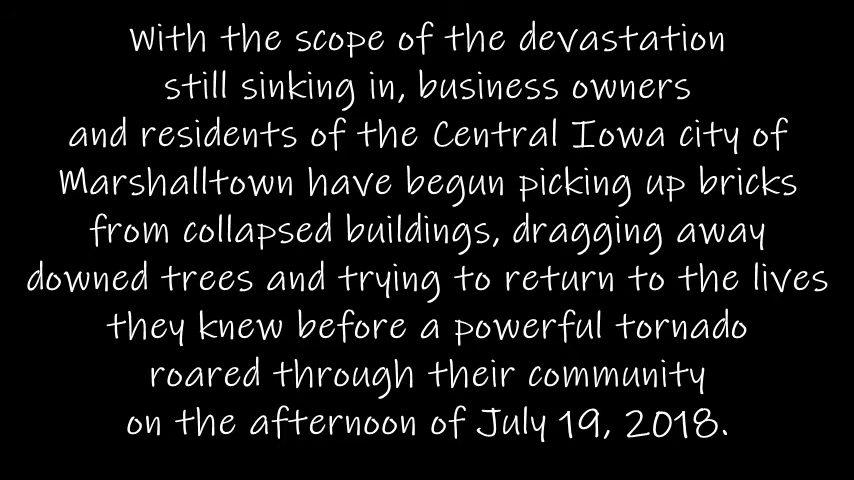 With the scope of the devastation
still sinking in, business owners
and residents of the Central Iowa city of
Marshalltown have begun picking up bricks
from collapsed buildings, dragging away
downed trees and trying to return to the lives
they knew before a powerful tornado
roared through their community
on the afternoon of July 19, 2018.